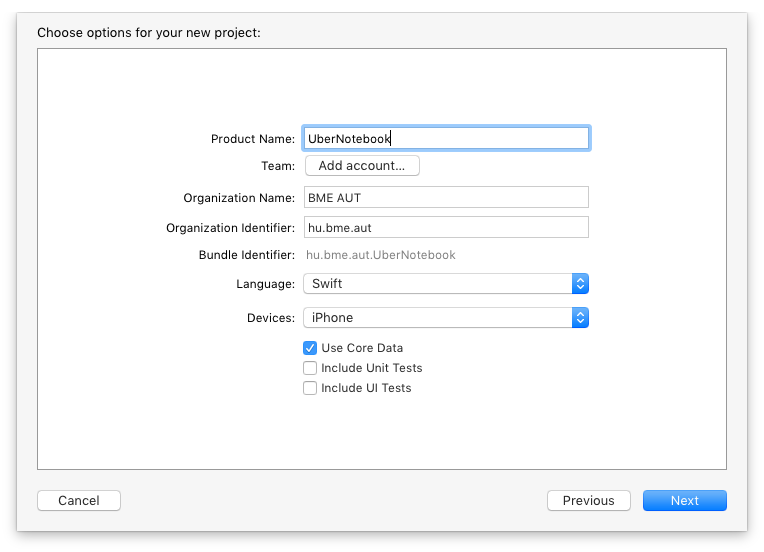 Choose options for your new project:
Product Name: UberNotebook
Team: Add account...
Organization Name: BME AUT
Organization Identifier: hu.bme.aut
Bundle Identifier: hu.bme.aut.UberNotebook
Language: Swift
Devices: iPhone
Use Core Data
Include Unit Tests
Include UI Tests
Cancel Previous Next